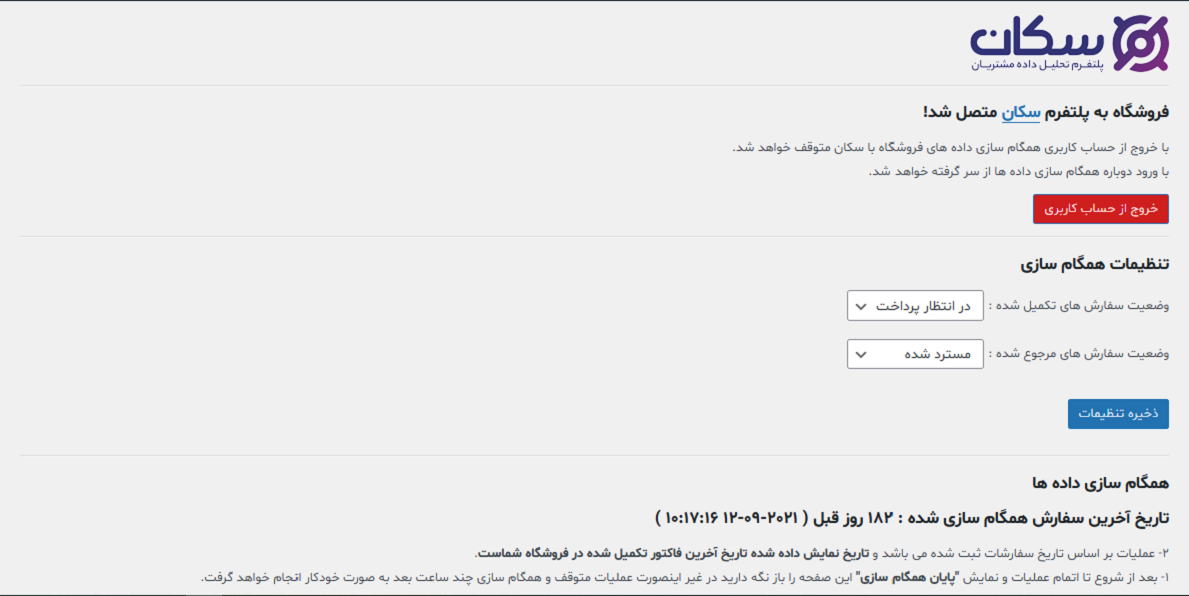 سکان
پلتفـرم تحلیـل داده مشتریـان
فروشگاه به پلتفرم سکان متصل شد!
با خروج از حساب کاربری همگام سازی داده های فروشگاه با سکان متوقف خواهد شد.
با ورود دوباره همگام سازی داده ها از سر گرفته خواهد شد.
خروج از حساب کاربری
تنظیمات همگام سازی
وضعیت سفارش های تکمیل شده : در انتظار پرداخت
وضعیت سفارش های مرجوع شده : مسترد شده
ذخیره تنظیمات
همگام سازی داده ها
تاریخ آخرین سفارش همگام سازی شده : ۱۸۲ روز قبل ( ۲۰۲۱-۰۹-۱۲ ۱۰:۱۷:۱۶ )
۲- عملیات بر اساس تاریخ سفارشات ثبت شده می باشد و تاریخ نمایش داده شده تاریخ آخرین فاکتور تکمیل شده در فروشگاه شماست.
۱- بعد از شروع تا اتمام عملیات و نمایش "پایان همگام سازی" این صفحه را باز نگه دارید در غیر اینصورت عملیات متوقف و همگام سازی چند ساعت بعد به صورت خودکار انجام خواهد گرفت.